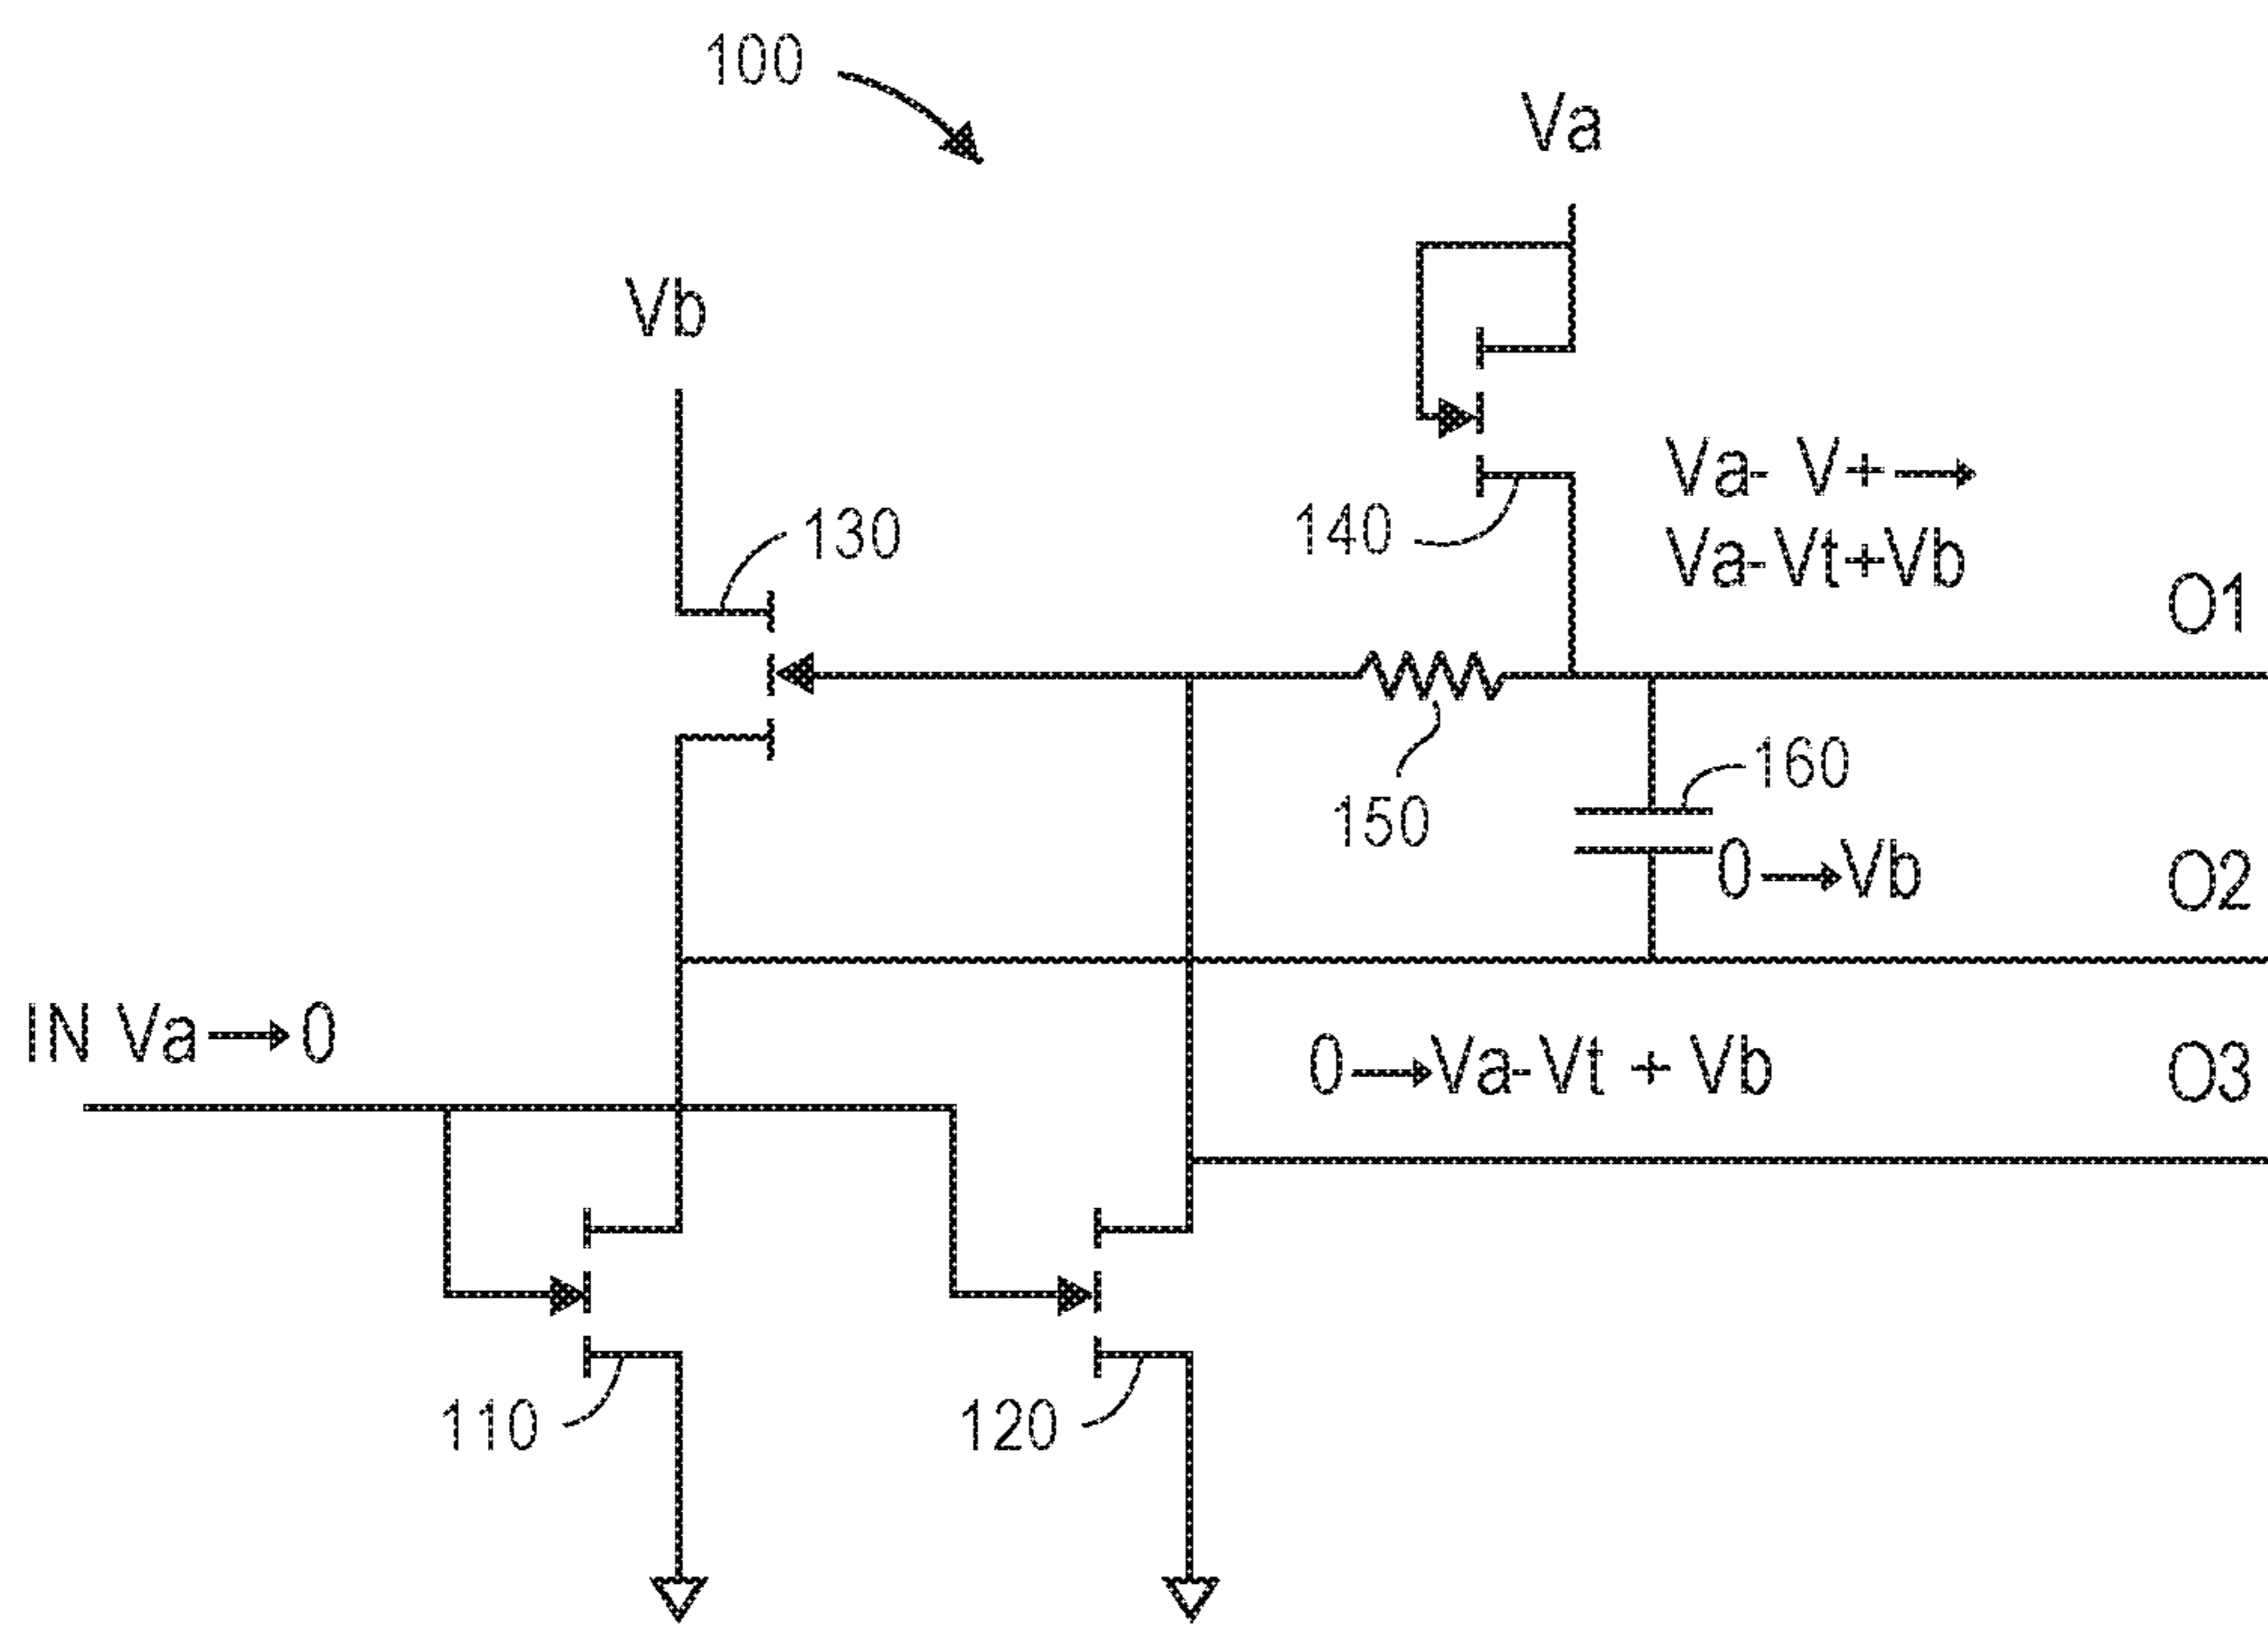 100
Va
Vb
130
140
Va- V+→
Va-Vt+Vb
O1
150
160
0→Vb
O2
IN Va→0
0→Va-Vt + Vb
O3
110
120